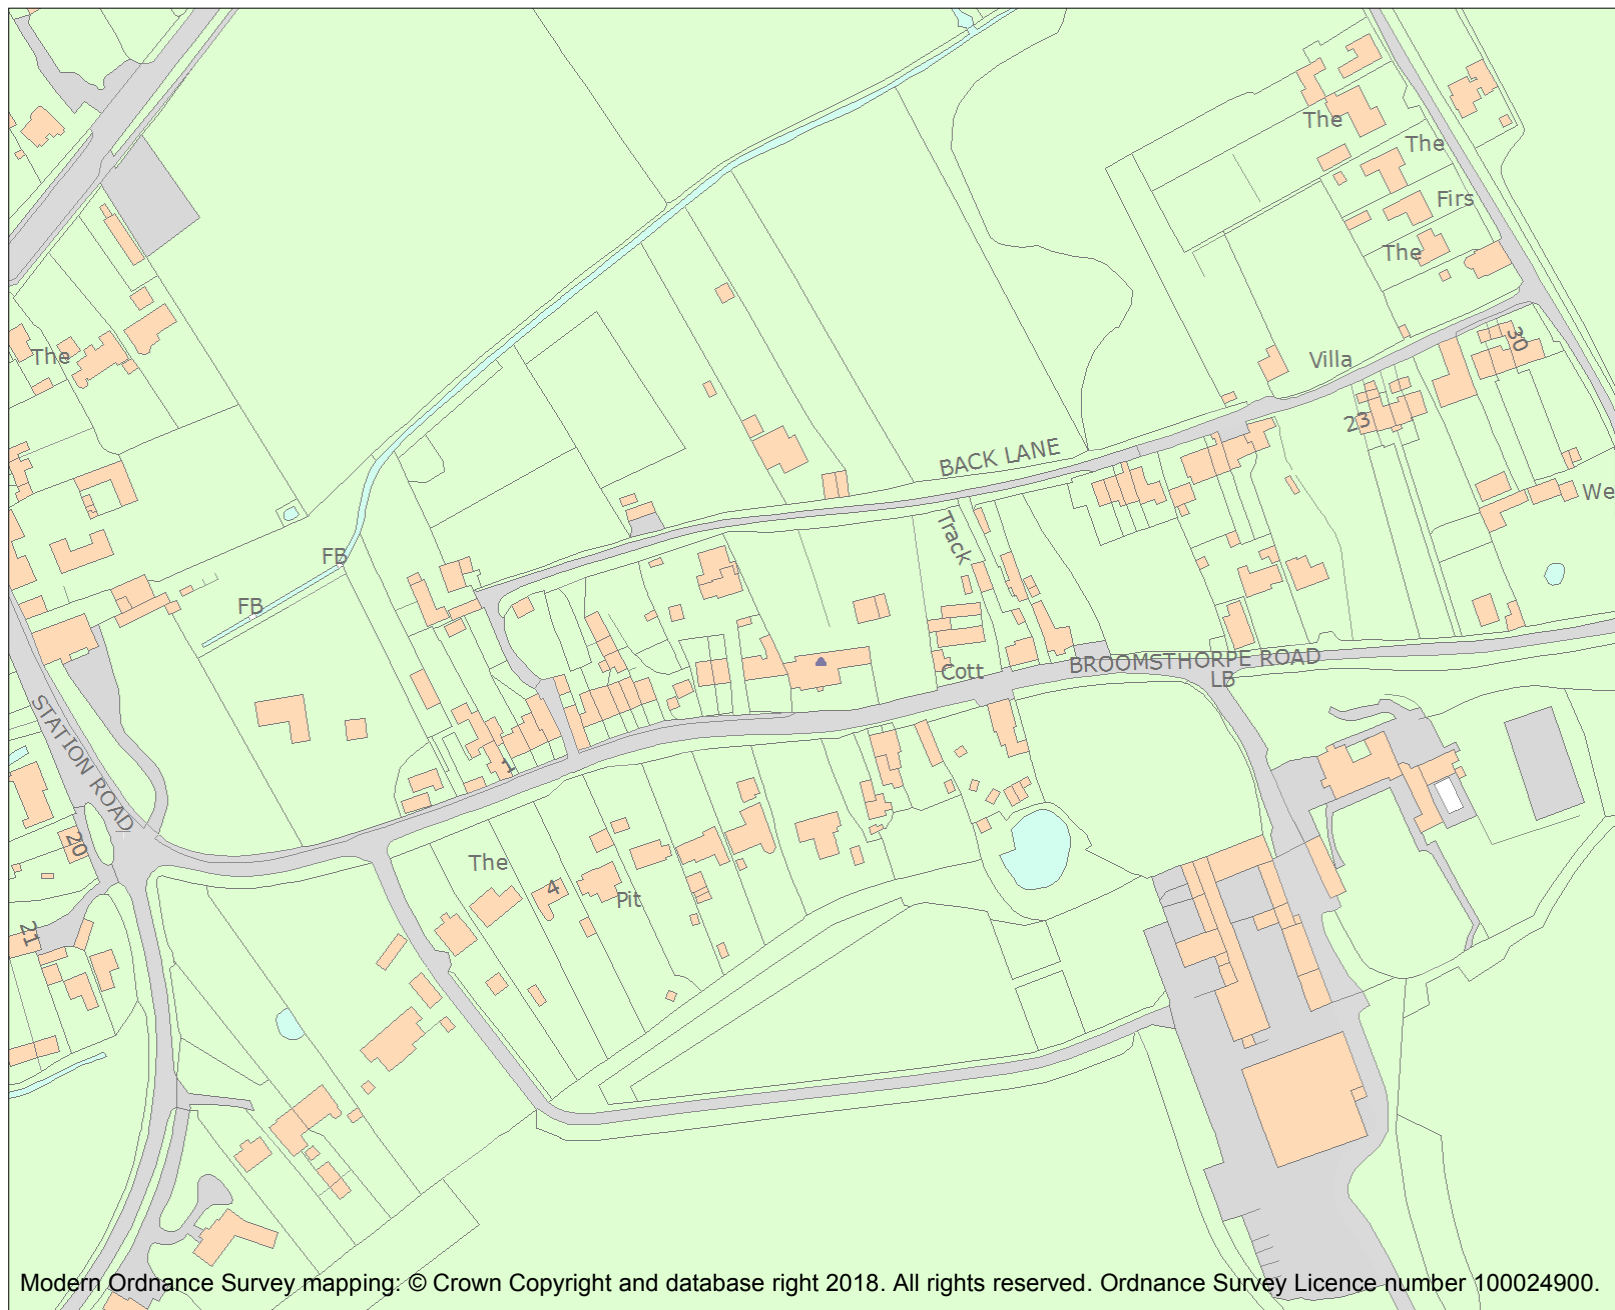 The
The
Firs
The
30
The
Villa
23
BACK LANE
We
Track
FB
FB
BROOMSTHORPE ROAD
Cott
LB
STATION ROAD
20
The
4
Pit
21
Modern Ordnance Survey mapping: © Crown Copyright and database right 2018. All rights reserved. Ordnance Survey Licence number 100024900.